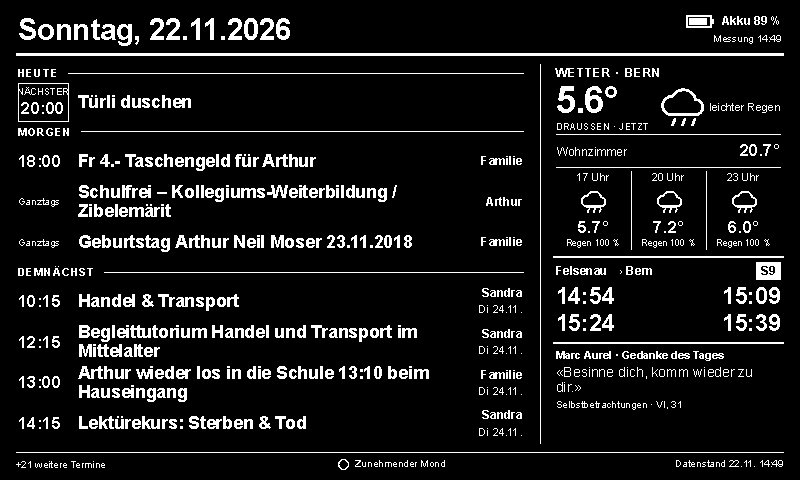 Sonntag, 22.11.2026
Akku 89 %
Messung 14:49
HEUTE
NÄCHSTER
20:00
Türli duschen
MORGEN
18:00 Fr 4.- Taschengeld für Arthur Familie
Ganztags Schulfrei – Kollegiums-Weiterbildung /
Zibelemärit Arthur
Ganztags Geburtstag Arthur Neil Moser 23.11.2018 Familie
DEMNÄCHST
10:15 Handel & Transport Sandra
Di 24.11.
12:15 Begleittutorium Handel und Transport im
Mittelalter Sandra
Di 24.11.
13:00 Arthur wieder los in die Schule 13:10 beim
Hauseingang Familie
Di 24.11.
14:15 Lektürekurs: Sterben & Tod Sandra
Di 24.11.
WETTER · BERN
5.6° leichter Regen
DRAUSSEN · JETZT
Wohnzimmer 20.7°
17 Uhr 20 Uhr 23 Uhr
5.7° 7.2° 6.0°
Regen 100 % Regen 100 % Regen 100 %
Felsenau → Bern S9
14:54 15:09
15:24 15:39
Marc Aurel · Gedanke des Tages
«Besinne dich, komm wieder zu
dir.»
Selbstbetrachtungen · VI, 31
+21 weitere Termine
Zunehmender Mond
Datenstand 22.11. 14:49